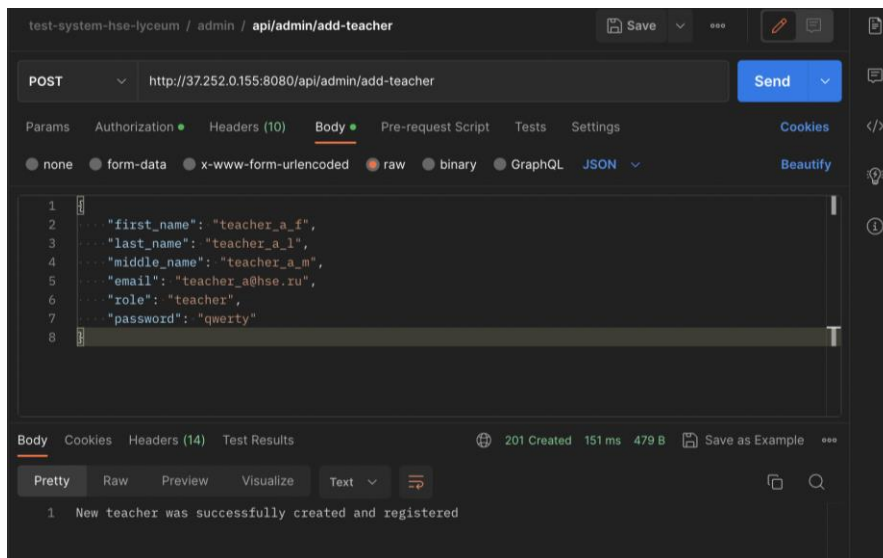 test-system-hse-lyceum / admin / api/admin/add-teacher Save
POST http://37.252.0.155:8080/api/admin/add-teacher Send
Params Authorization Headers (10) Body Pre-request Script Tests Settings Cookies
none form-data x-www-form-urlencoded raw binary GraphQL JSON Beautify
1 {
2 "first_name": "teacher_a_f",
3 "last_name": "teacher_a_l",
4 "middle_name": "teacher_a_m",
5 "email": "teacher_a@hse.ru",
6 "role": "teacher",
7 "password": "qwerty"
8 }
Body Cookies Headers (14) Test Results 201 Created 151 ms 479 B Save as Example
Pretty Raw Preview Visualize Text
1 New teacher was successfully created and registered